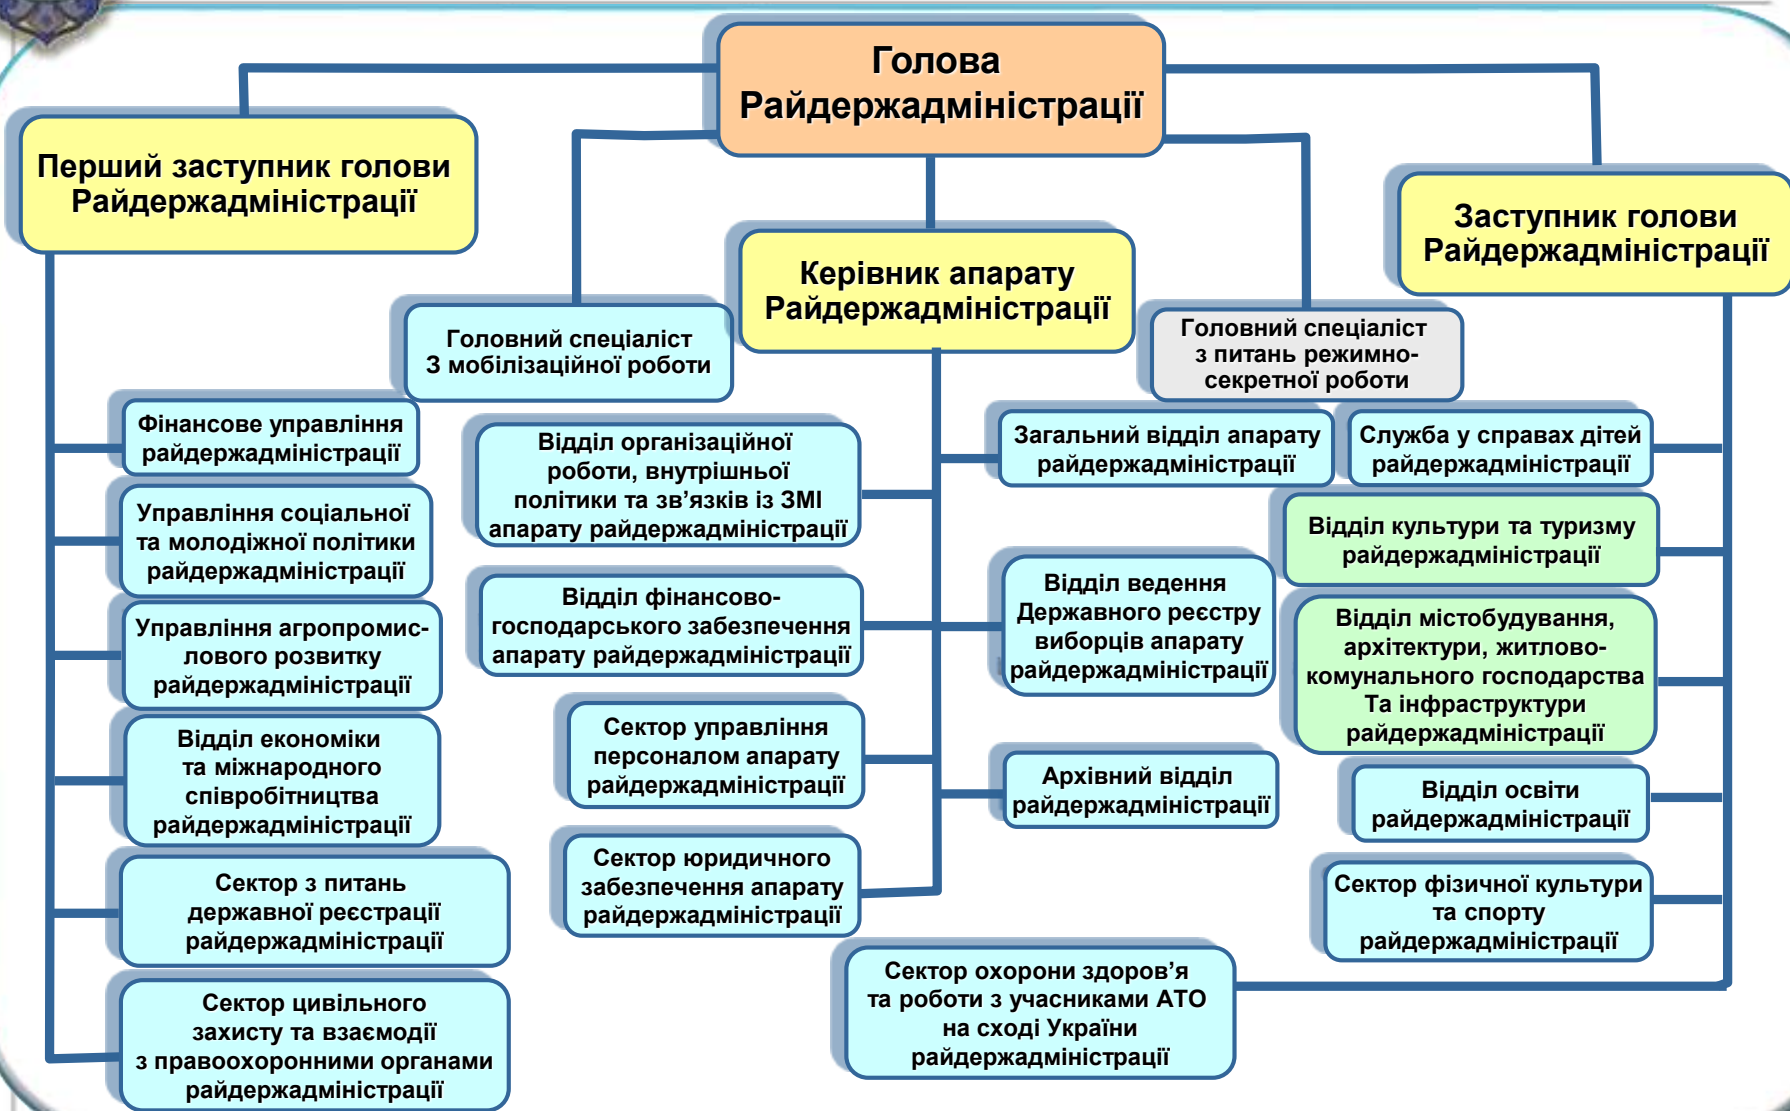 Голова
Райдержадміністрації
Перший заступник голови
Райдержадміністрації
Заступник голови
Райдержадміністрації
Керівник апарату
Райдержадміністрації
Головний спеціаліст
З мобілізаційної роботи
Головний спеціаліст
з питань режимно-
секретної роботи
Фінансове управління
райдержадміністрації
Управління соціальної
та молодіжної політики
райдержадміністрації
Управління агропромис-
лового розвитку
райдержадміністрації
Відділ економіки
та міжнародного
співробітництва
райдержадміністрації
Сектор з питань
державної реєстрації
райдержадміністрації
Сектор цивільного
захисту та взаємодії
з правоохоронними органами
райдержадміністрації
Відділ організаційної
роботи, внутрішньої
політики та зв’язків із ЗМІ
апарату райдержадміністрації
Відділ фінансово-
господарського забезпечення
апарату райдержадміністрації
Сектор управління
персоналом апарату
райдержадміністрації
Сектор юридичного
забезпечення апарату
райдержадміністрації
Загальний відділ апарату
райдержадміністрації
Відділ ведення
Державного реєстру
виборців апарату
райдержадміністрації
Архівний відділ
райдержадміністрації
Служба у справах дітей
райдержадміністрації
Відділ культури та туризму
райдержадміністрації
Відділ містобудування,
архітектури, житлово-
комунального господарства
Та інфраструктури
райдержадміністрації
Відділ освіти
райдержадміністрації
Сектор фізичної культури
та спорту
райдержадміністрації
Сектор охорони здоров’я
та роботи з учасниками АТО
на сході України
райдержадміністрації